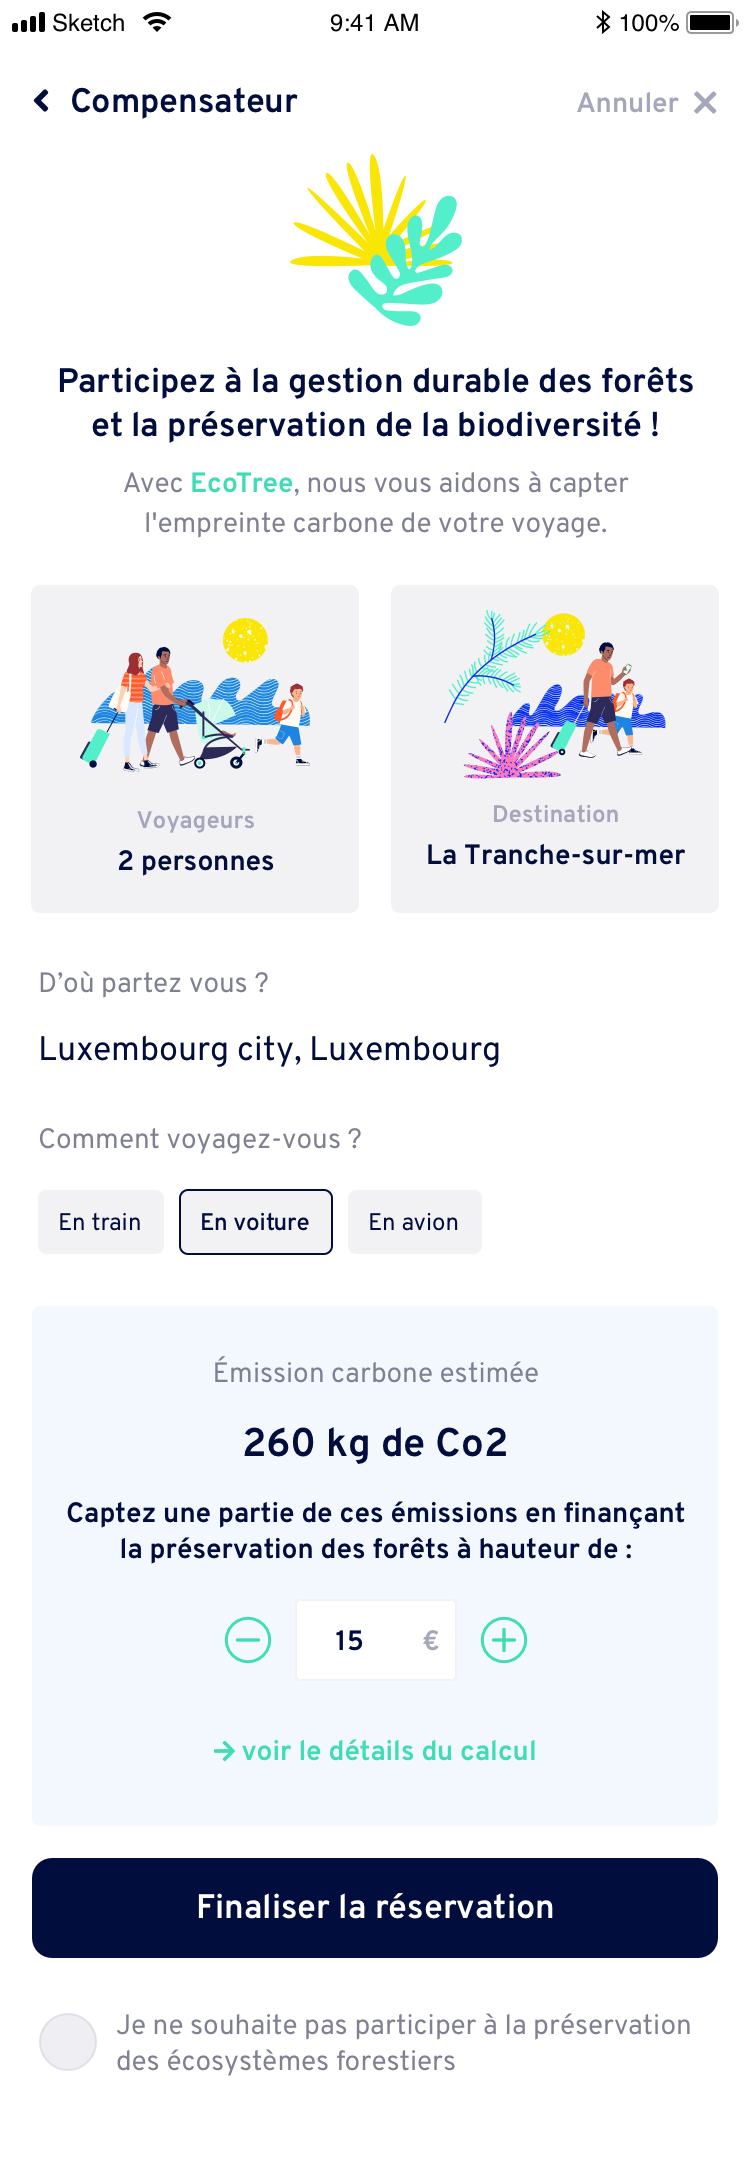 Sketch 9:41 AM 100%
Compensateur Annuler
Participez à la gestion durable des forêts
et la préservation de la biodiversité !
Avec EcoTree, nous vous aidons à capter
l'empreinte carbone de votre voyage.
Voyageurs
2 personnes
Destination
La Tranche-sur-mer
D’où partez vous ?
Luxembourg city, Luxembourg
Comment voyagez-vous ?
En train En voiture En avion
Émission carbone estimée
260 kg de Co2
Captez une partie de ces émissions en finançant
la préservation des forêts à hauteur de :
15 €
→ voir le détails du calcul
Finaliser la réservation
Je ne souhaite pas participer à la préservation
des écosystèmes forestiers